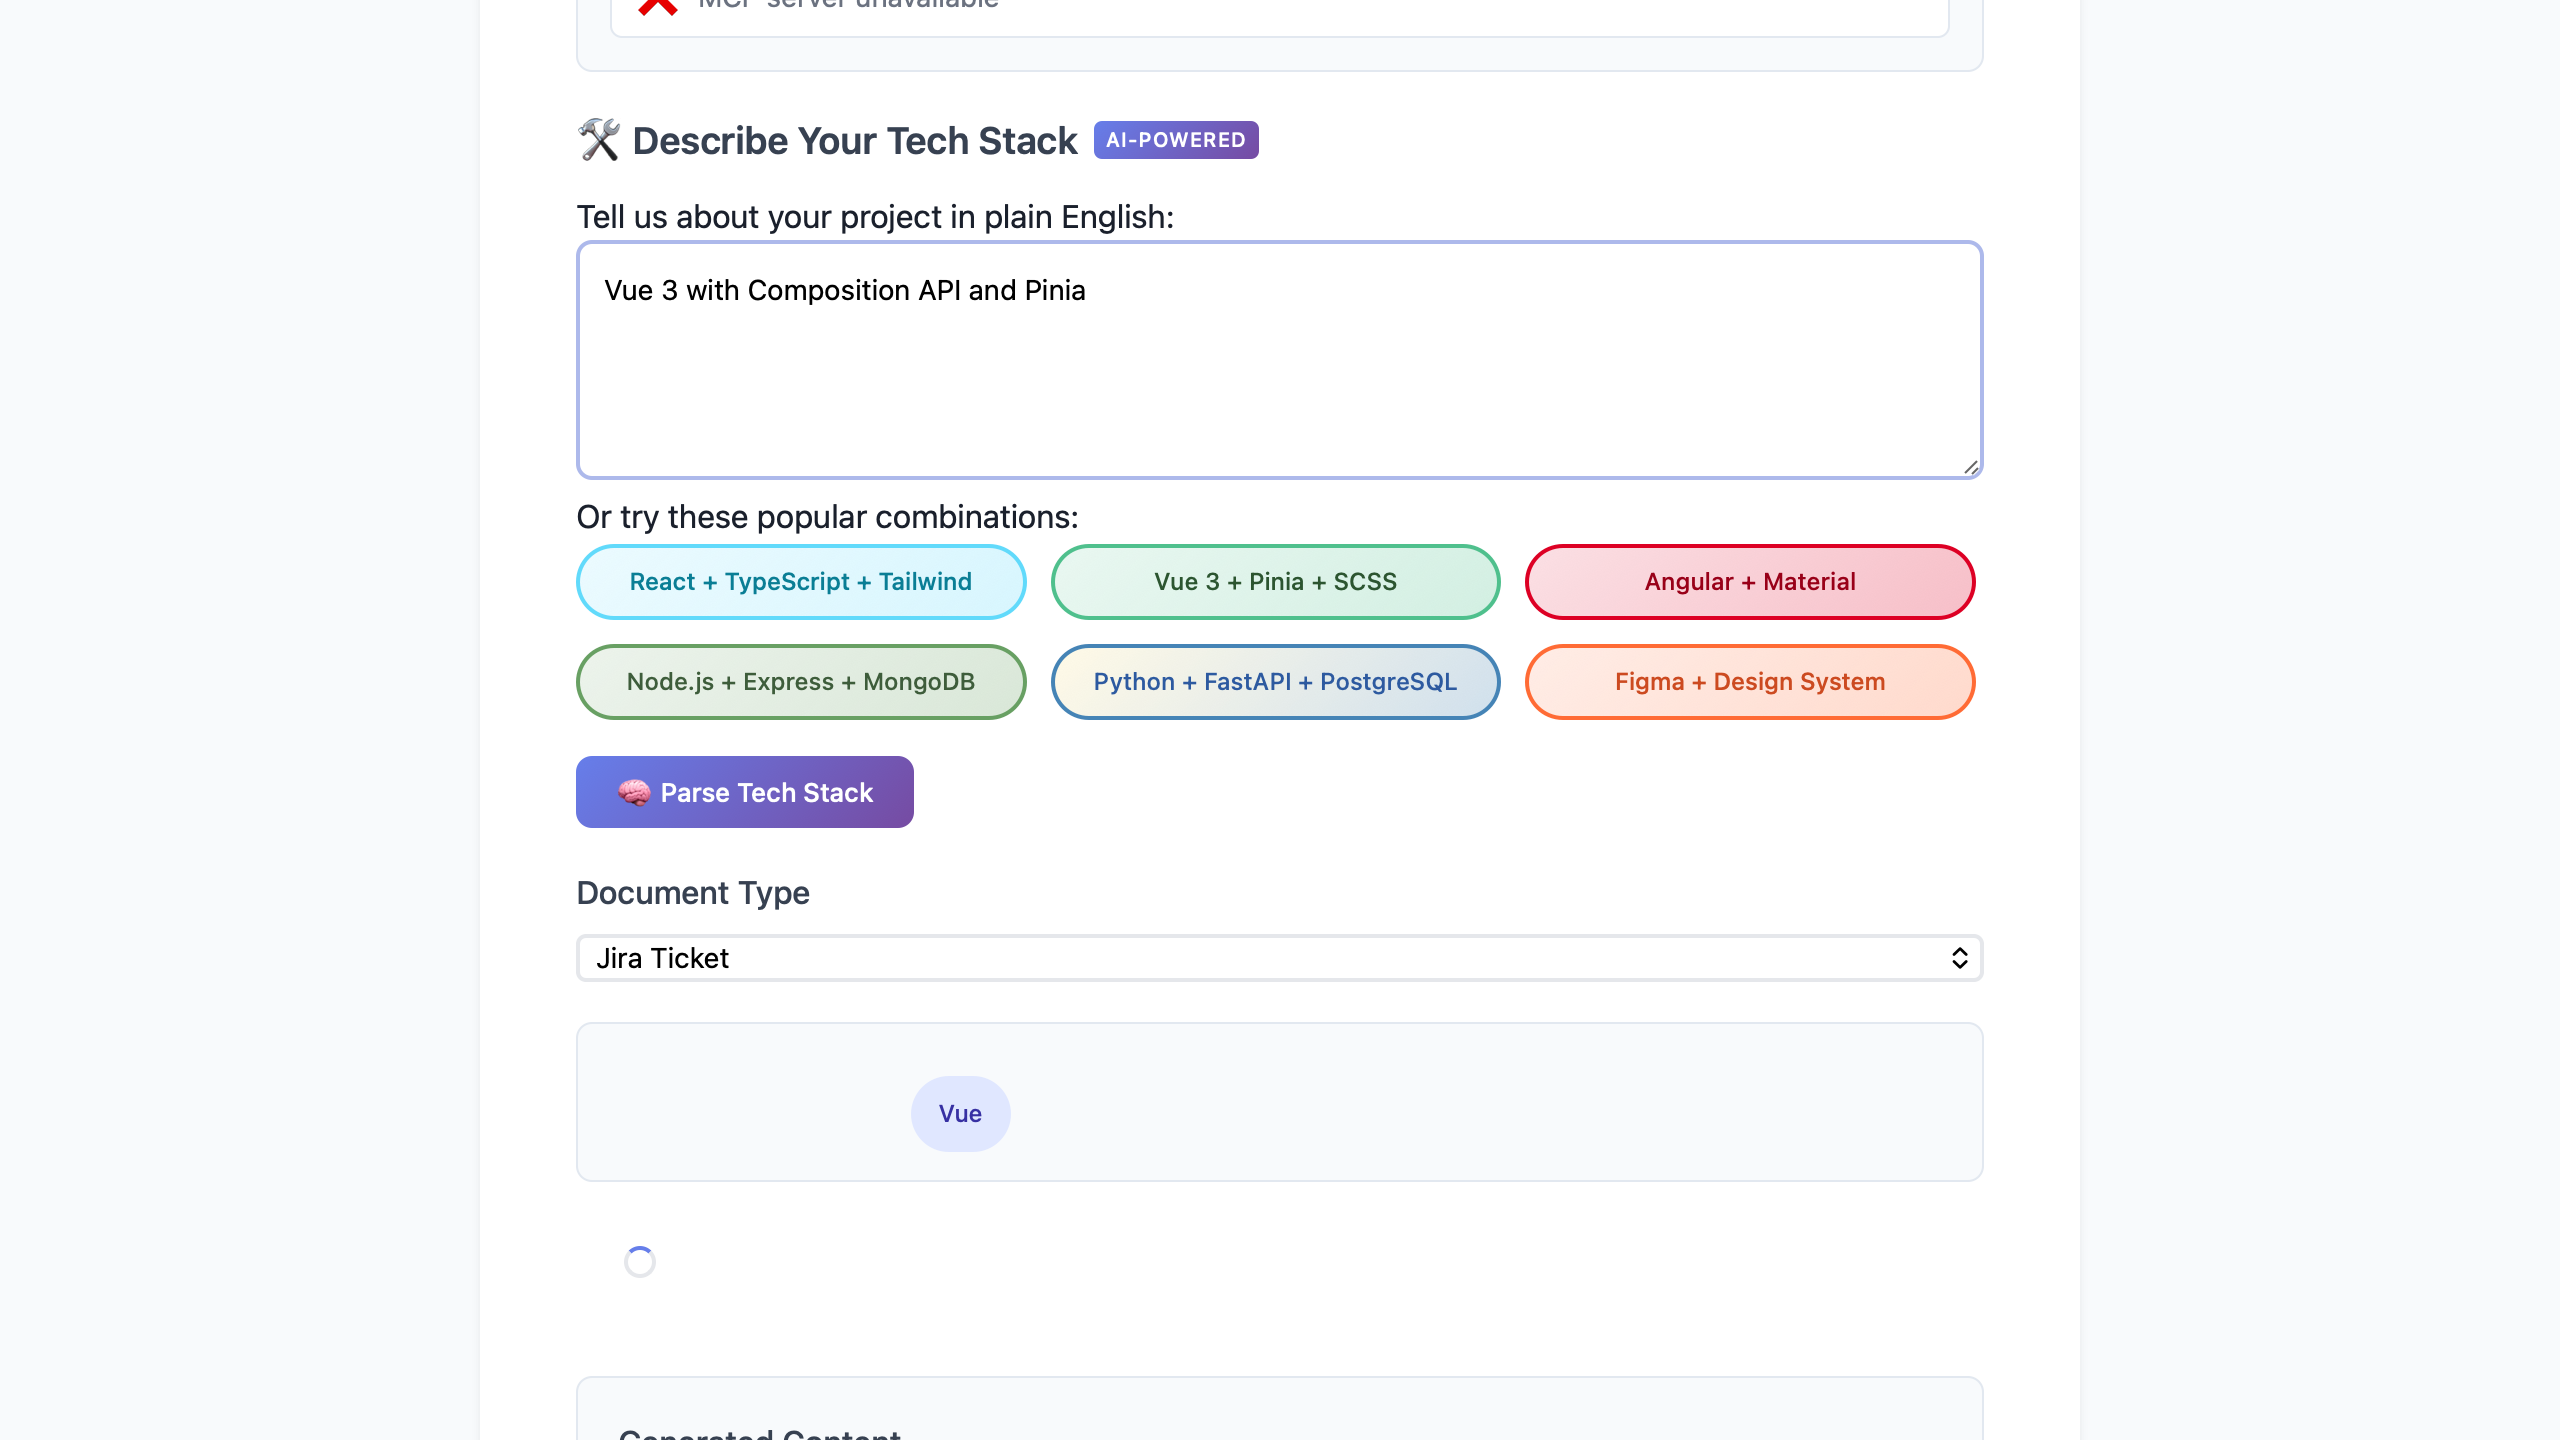 MCP server unavailable
Describe Your Tech Stack AI-POWERED
Tell us about your project in plain English:
Vue 3 with Composition API and Pinia
Or try these popular combinations:
React + TypeScript + Tailwind
Vue 3 + Pinia + SCSS
Angular + Material
Node.js + Express + MongoDB
Python + FastAPI + PostgreSQL
Figma + Design System
Parse Tech Stack
Document Type
Jira Ticket
Vue
Generated Content